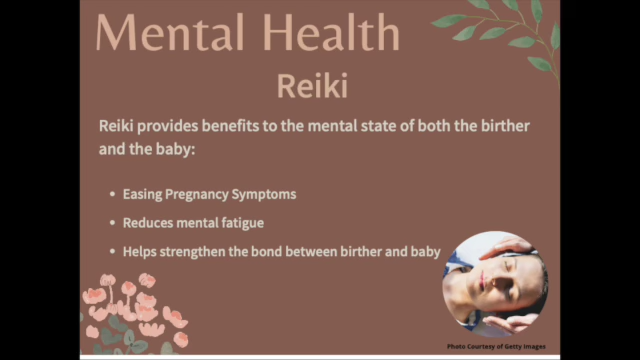 Mental Health
Reiki
Reiki provides benefits to the mental state of both the birther
and the baby:
• Easing Pregnancy Symptoms
• Reduces mental fatigue
• Helps strengthen the bond between birther and baby
Photo Courtesy of Getty Images